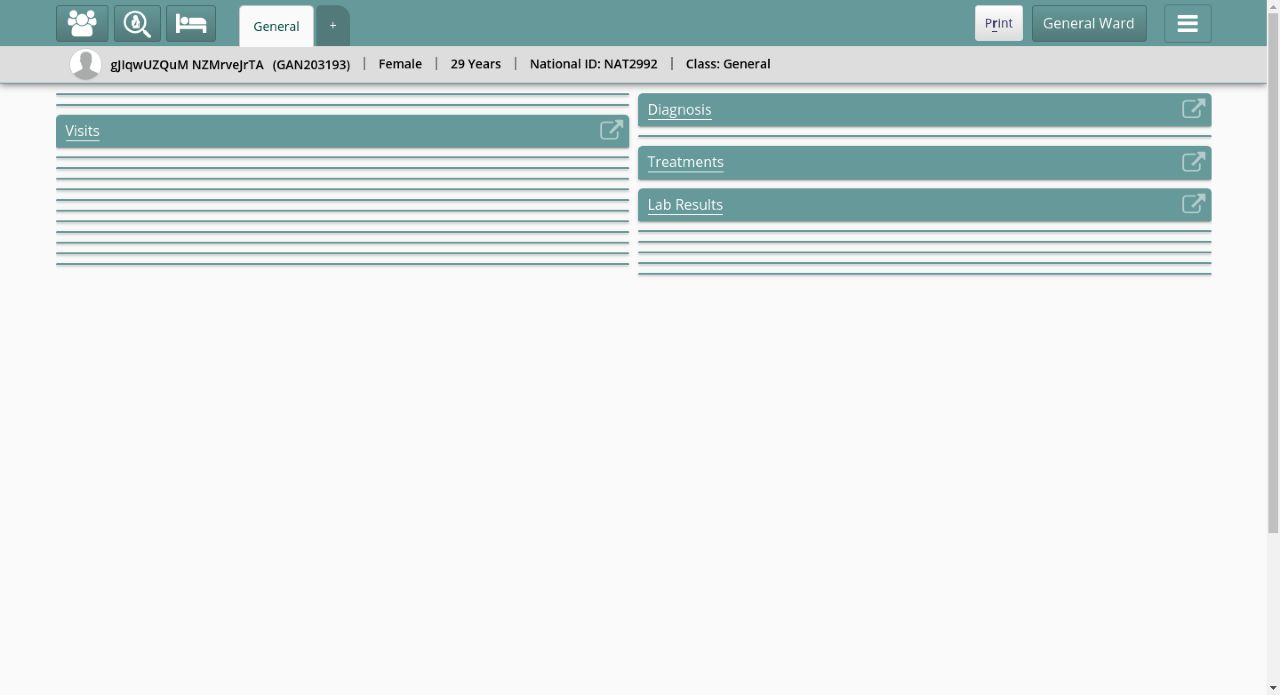 General
+
Print
General Ward
gJIqwUZQuM NZMrveJrTA (GAN203193) | Female | 29 Years | National ID: NAT2992 | Class: General
Visits
Diagnosis
Treatments
Lab Results